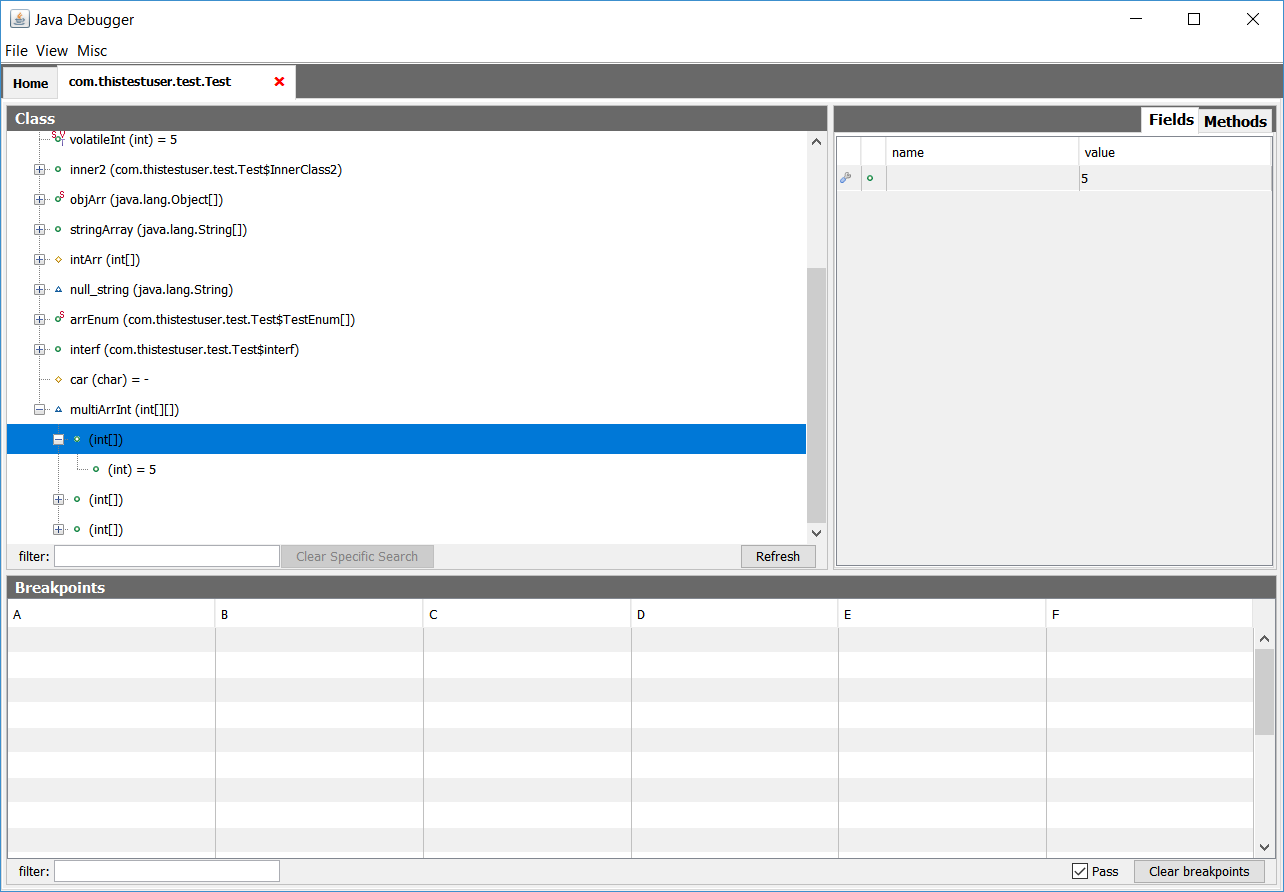 Java Debugger
File View Misc
Home com.thistestuser.test.Test
Class
Fields Methods
volatileInt (int) = 5
inner2 (com.thistestuser.test.Test$InnerClass2)
objArr (java.lang.Object[])
stringArray (java.lang.String[])
intArr (int[])
null_string (java.lang.String)
arrEnum (com.thistestuser.test.Test$TestEnum[])
interf (com.thistestuser.test.Test$interf)
car (char) = -
multiArrInt (int[][])
(int[])
(int) = 5
(int[])
(int[])
filter: Clear Specific Search Refresh
name value
5
Breakpoints
A B C D E F
filter: Pass Clear breakpoints